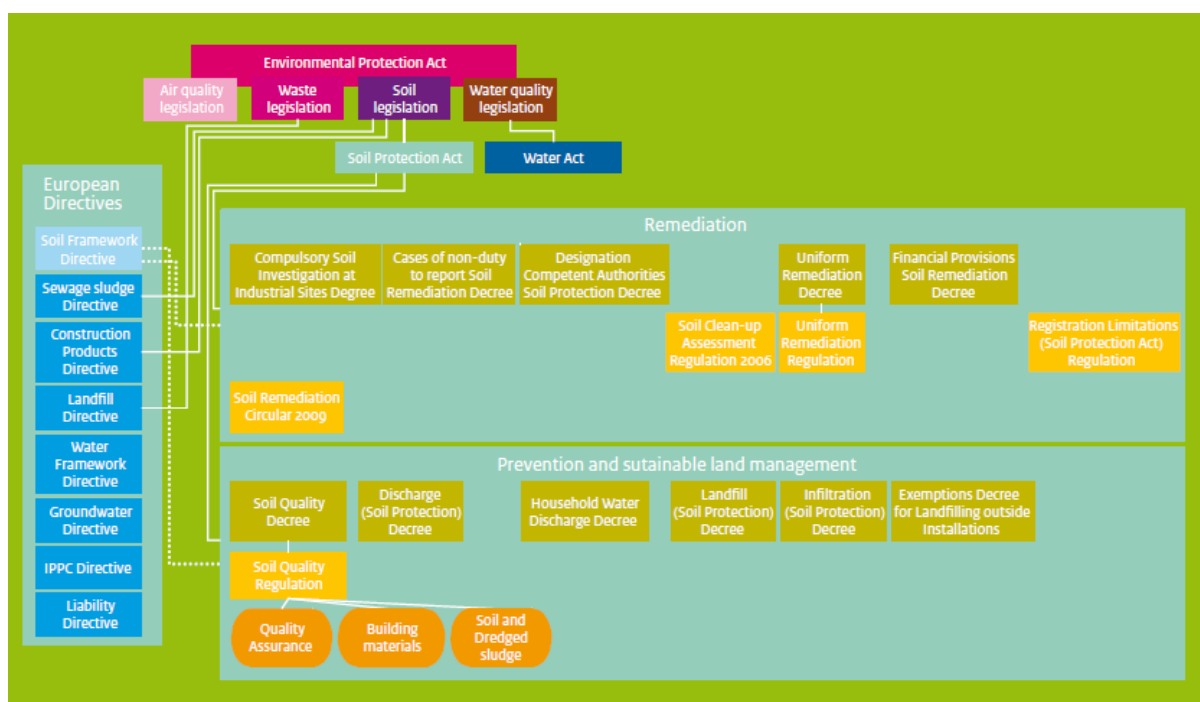 Environmental Protection Act
Air quality
legislation
Waste
legislation
Soil
legislation
Water quality
legislation
Soil Protection Act
Water Act
European
Directives
Soil Framework
Directive
Sewage sludge
Directive
Construction
Products
Directive
Landfill
Directive
Water
Framework
Directive
Groundwater
Directive
IPPC Directive
Liability
Directive
Remediation
Compulsory Soil
Investigation at
Industrial Sites Degree
Cases of non-duty
to report Soil
Remediation Decree
Designation
Competent Authorities
Soil Protection Decree
Uniform
Remediation
Decree
Financial Provisions
Soil Remediation
Decree
Soil Clean-up
Assessment
Regulation 2006
Uniform
Remediation
Regulation
Registration Limitations
(Soil Protection Act)
Regulation
Soil Remediation
Circular 2009
Prevention and sutainable land management
Soil Quality
Decree
Discharge
(Soil Protection)
Decree
Household Water
Discharge Decree
Landfill
(Soil Protection)
Decree
Infiltration
(Soil Protection)
Decree
Exemptions Decree
for Landfilling outside
Installations
Soil Quality
Regulation
Quality
Assurance
Building
materials
Soil and
Dredged
sludge